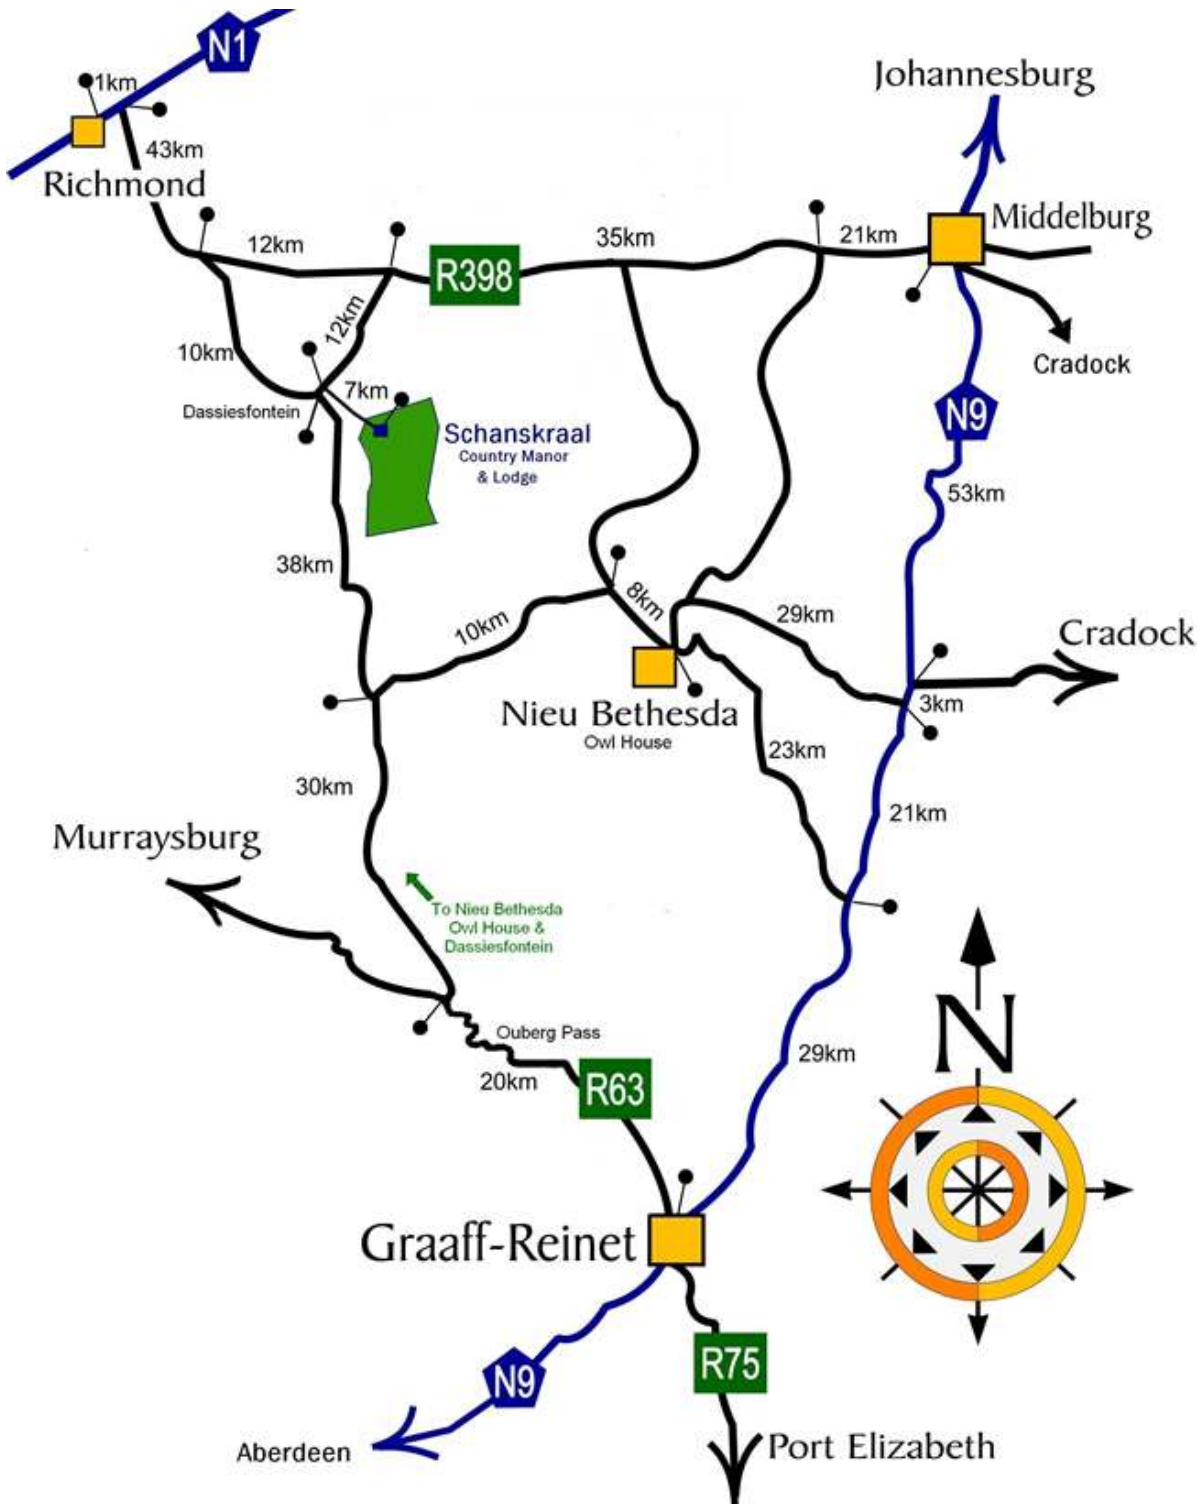 N1
Johannesburg
1km
43km
Richmond
Middelburg
12km
35km
21km
R398
12km
10km
Cradock
7km
Dassiesfontein
N9
Schanskraal
Country Manor
& Lodge
53km
38km
8km
10km
29km
Cradock
3km
Nieu Bethesda
Owl House
23km
30km
21km
Murraysburg
To Nieu Bethesda
Owl House &
Dassiesfontein
N
Ouberg Pass
29km
20km
R63
Graaff-Reinet
R75
N9
Aberdeen
Port Elizabeth